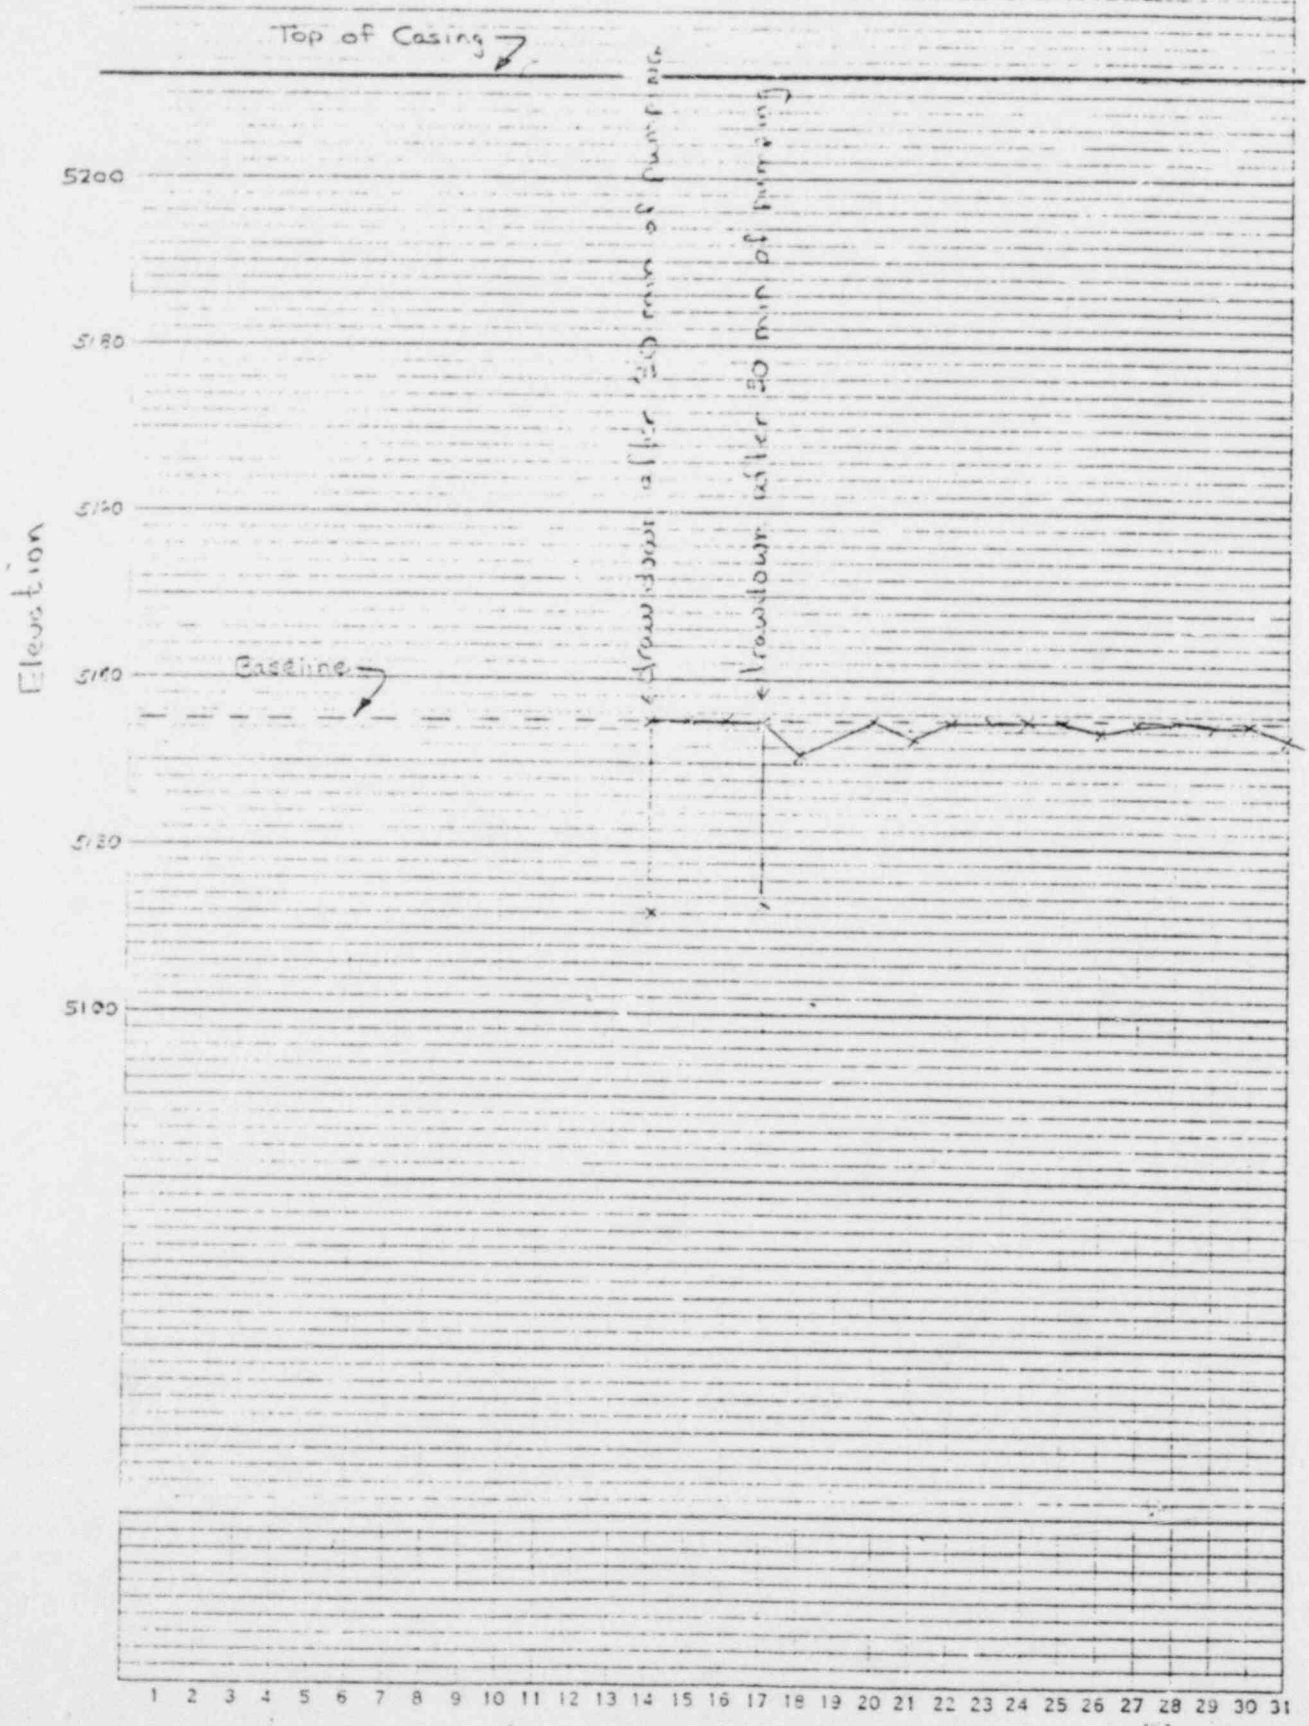 Top of Casing
drawdown after 30 min of pumping
drawdown after 30 min of pumping
Elevation
5200
5180
5160
5140
5120
5100
Baseline
1 2 3 4 5 6 7 8 9 10 11 12 13 14 15 16 17 18 19 20 21 22 23 24 25 26 27 28 29 30 31